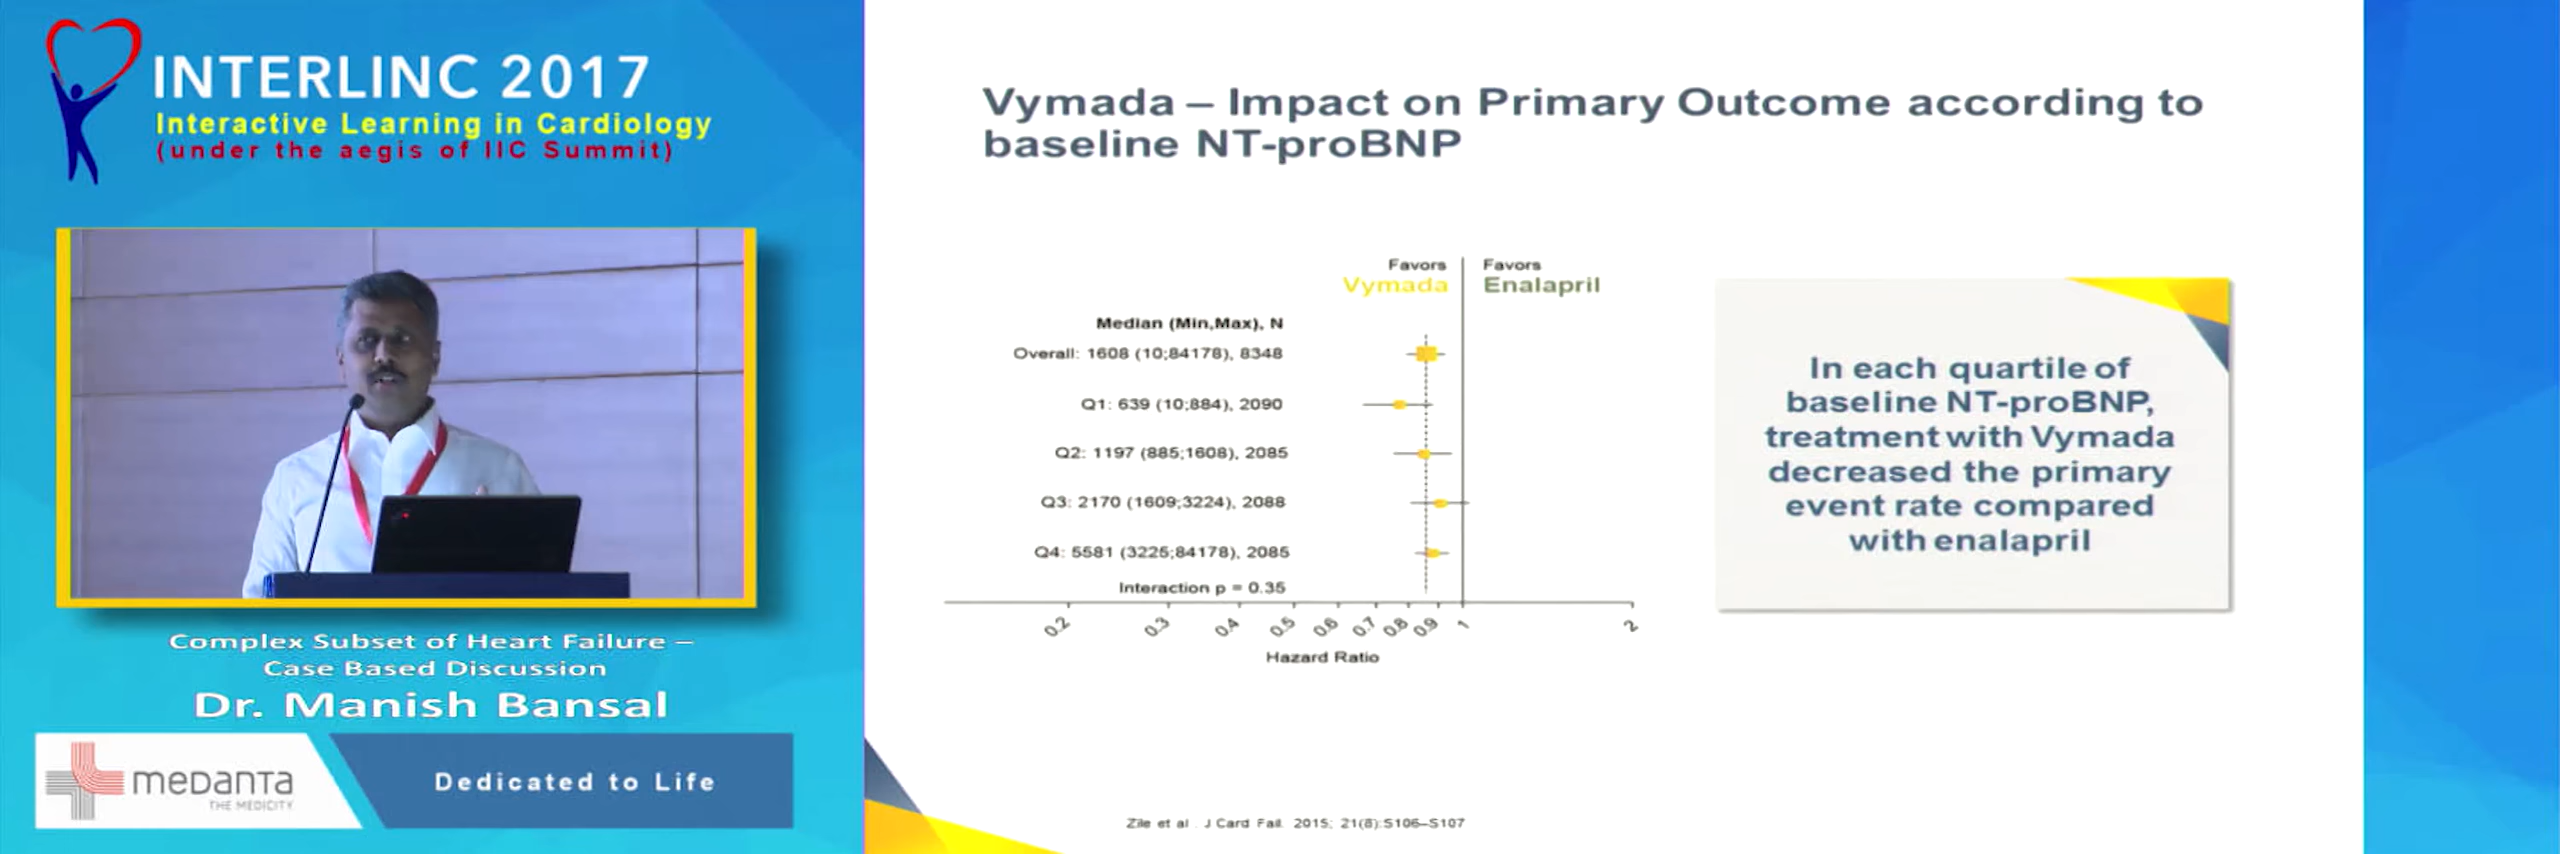 INTERLINC 2017
Interactive Learning in Cardiology
(under the aegis of IIC Summit)
Complex Subset of Heart Failure –
Case Based Discussion
Dr. Manish Bansal
meDanTa
THE MEDICITY
Dedicated to Life
Vymada – Impact on Primary Outcome according to
baseline NT-proBNP
Favors Favors
Vymada Enalapril
Median (Min,Max), N
Overall: 1608 (10;84178), 8348
Q1: 639 (10;884), 2090
Q2: 1197 (885;1608), 2085
Q3: 2170 (1609;3224), 2088
Q4: 5581 (3225;84178), 2085
Interaction p = 0.35
0.2 0.3 0.4 0.5 0.6 0.7 0.8 0.9 1 2
Hazard Ratio
In each quartile of
baseline NT-proBNP,
treatment with Vymada
decreased the primary
event rate compared
with enalapril
Zile et al . J Card Fail. 2015; 21(8):S106–S107